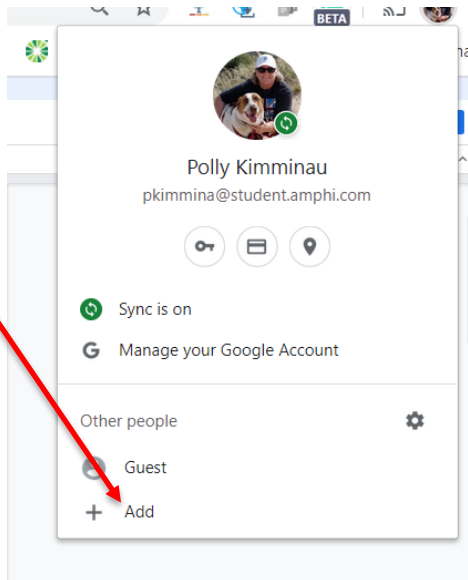 BETA
Polly Kimminau
pkimmina@student.amphi.com
Sync is on
G Manage your Google Account
Other people
Guest
+ Add